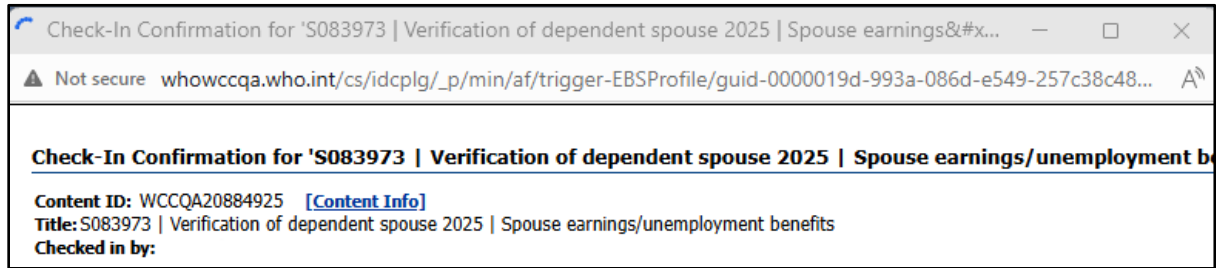 Check-In Confirmation for 'S083973 | Verification of dependent spouse 2025 | Spouse earnings&#x...
Not secure whowccqa.who.int/cs/idcplg/_p/min/af/trigger-EBSProfile/guid-0000019d-993a-086d-e549-257c38c48... A
Check-In Confirmation for 'S083973 | Verification of dependent spouse 2025 | Spouse earnings/unemployment be
Content ID: WCCQA20884925 [Content Info]
Title: S083973 | Verification of dependent spouse 2025 | Spouse earnings/unemployment benefits
Checked in by: